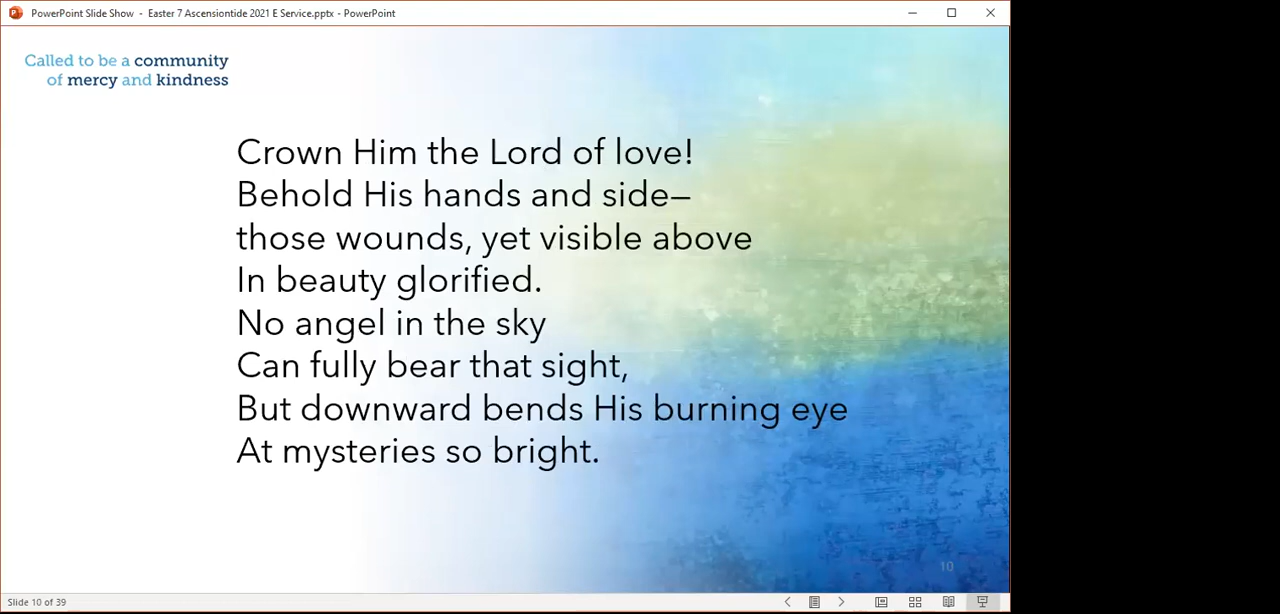 PowerPoint Slide Show - Easter 7 Ascensiontide 2021 E Service.pptx - PowerPoint
Called to be a community
of mercy and kindness
Crown Him the Lord of love!
Behold His hands and side–
those wounds, yet visible above
In beauty glorified.
No angel in the sky
Can fully bear that sight,
But downward bends His burning eye
At mysteries so bright.
10
Slide 10 of 39